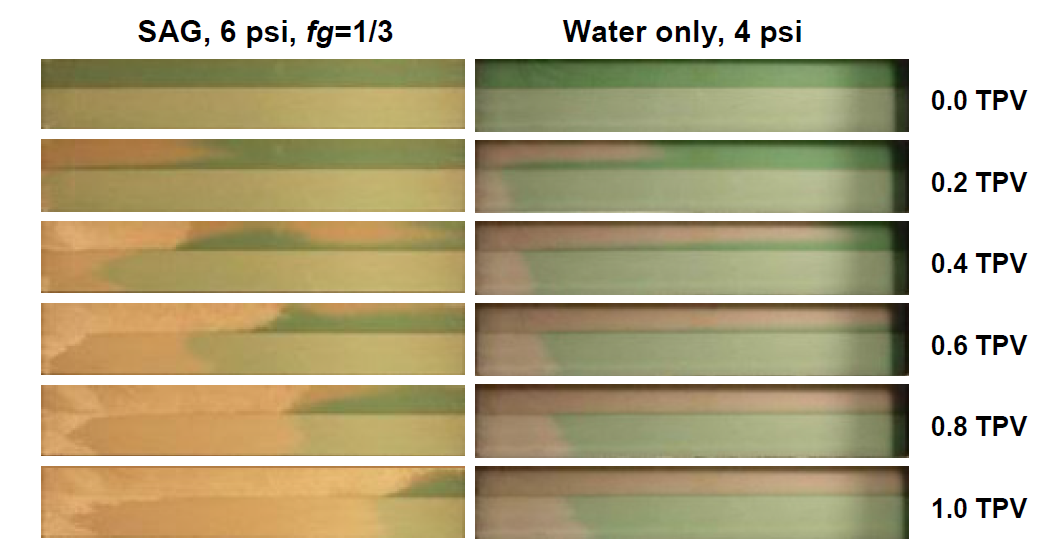 SAG, 6 psi, fg=1/3
Water only, 4 psi
0.0 TPV
0.2 TPV
0.4 TPV
0.6 TPV
0.8 TPV
1.0 TPV